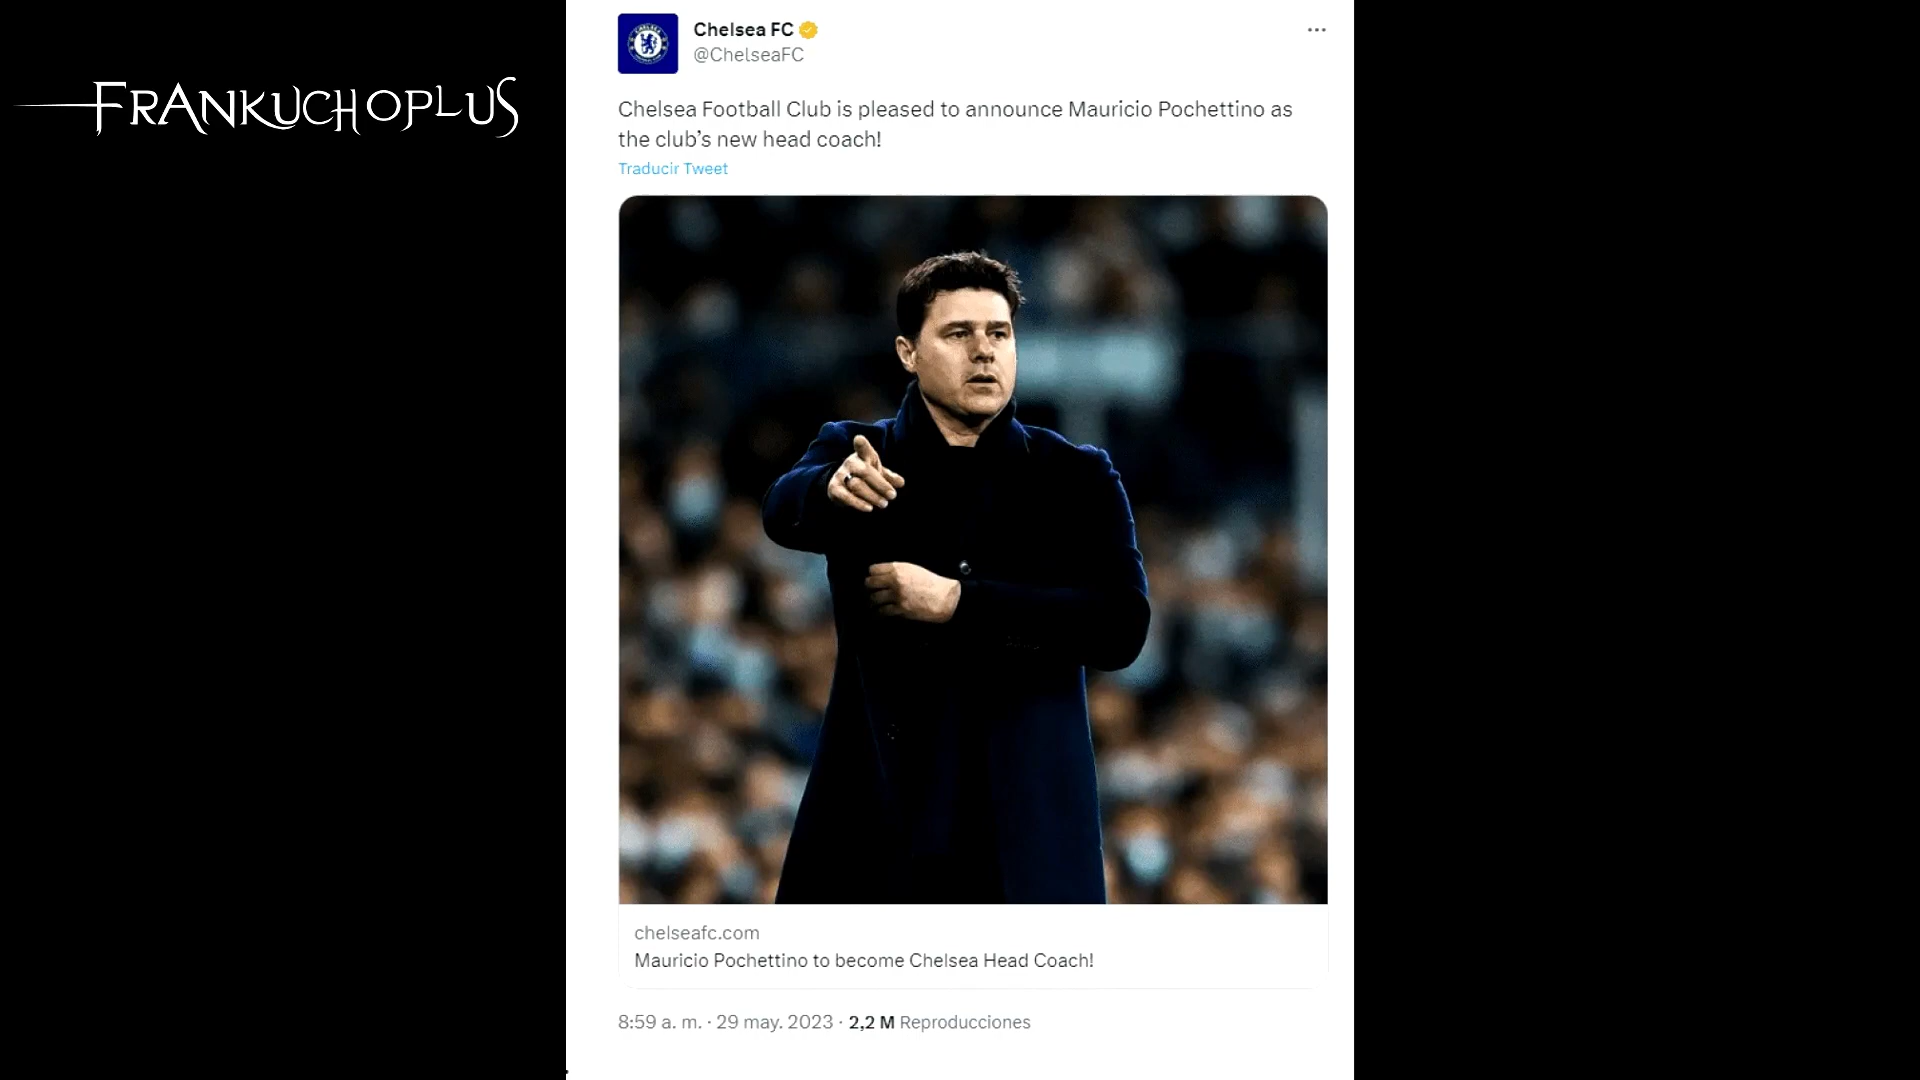 FRANKUCHOPLUS
Chelsea FC
@ChelseaFC
Chelsea Football Club is pleased to announce Mauricio Pochettino as
the club’s new head coach!
Traducir Tweet
chelseafc.com
Mauricio Pochettino to become Chelsea Head Coach!
8:59 a. m. · 29 may. 2023 · 2,2 M Reproducciones